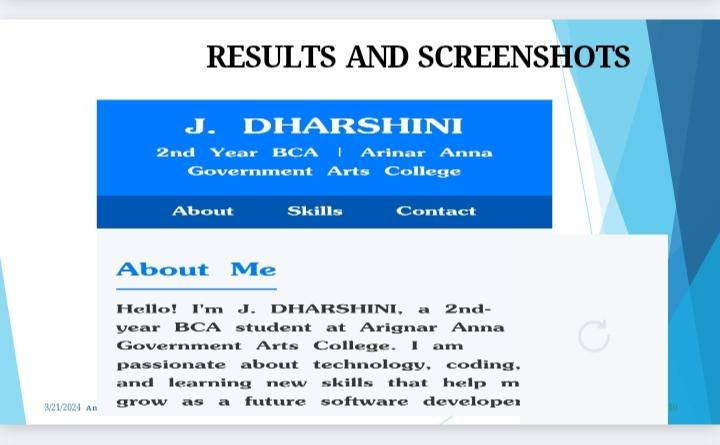 RESULTS AND SCREENSHOTS
J. DHARSHINI
2nd Year BCA | Arinar Anna
Government Arts College
About Skills Contact
About Me
Hello! I'm J. DHARSHINI, a 2nd-
year BCA student at Arignar Anna
Government Arts College. I am
passionate about technology, coding,
and learning new skills that help m
grow as a future software developer
3/21/2024 An